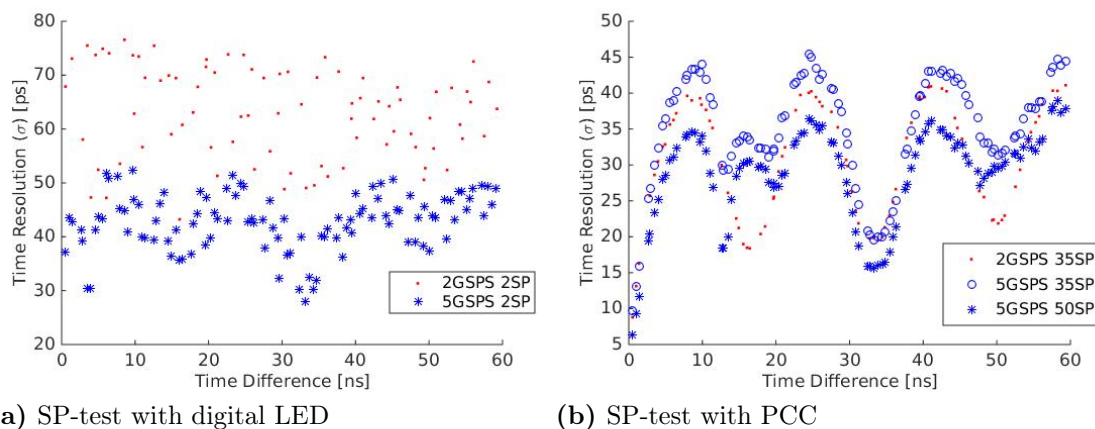 80
70
60
50
40
30
20
0 10 20 30 40 50 60
Time Resolution (σ) [ps]
Time Difference [ns]
2GSPS 2SP
5GSPS 2SP
a) SP-test with digital LED
50
45
40
35
30
25
20
15
10
5
0 10 20 30 40 50 60
Time Resolution (σ) [ps]
Time Difference [ns]
2GSPS 35SP
5GSPS 35SP
5GSPS 50SP
(b) SP-test with PCC